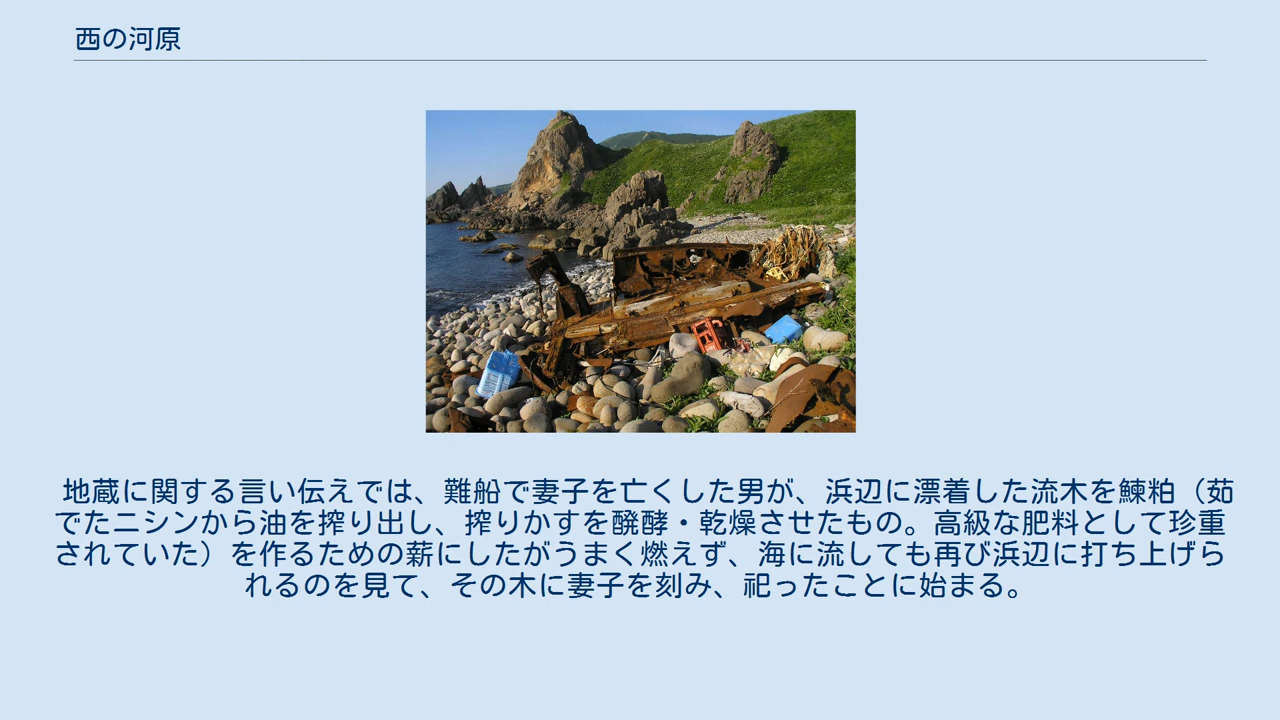 西の河原
地蔵に関する言い伝えでは、難船で妻子を亡くした男が、浜辺に漂着した流木を鰊粕（茹
でたニシンから油を搾り出し、搾りかすを醗酵・乾燥させたもの。高級な肥料として珍重
されていた）を作るための薪にしたがうまく燃えず、海に流しても再び浜辺に打ち上げら
れるのを見て、その木に妻子を刻み、祀ったことに始まる。